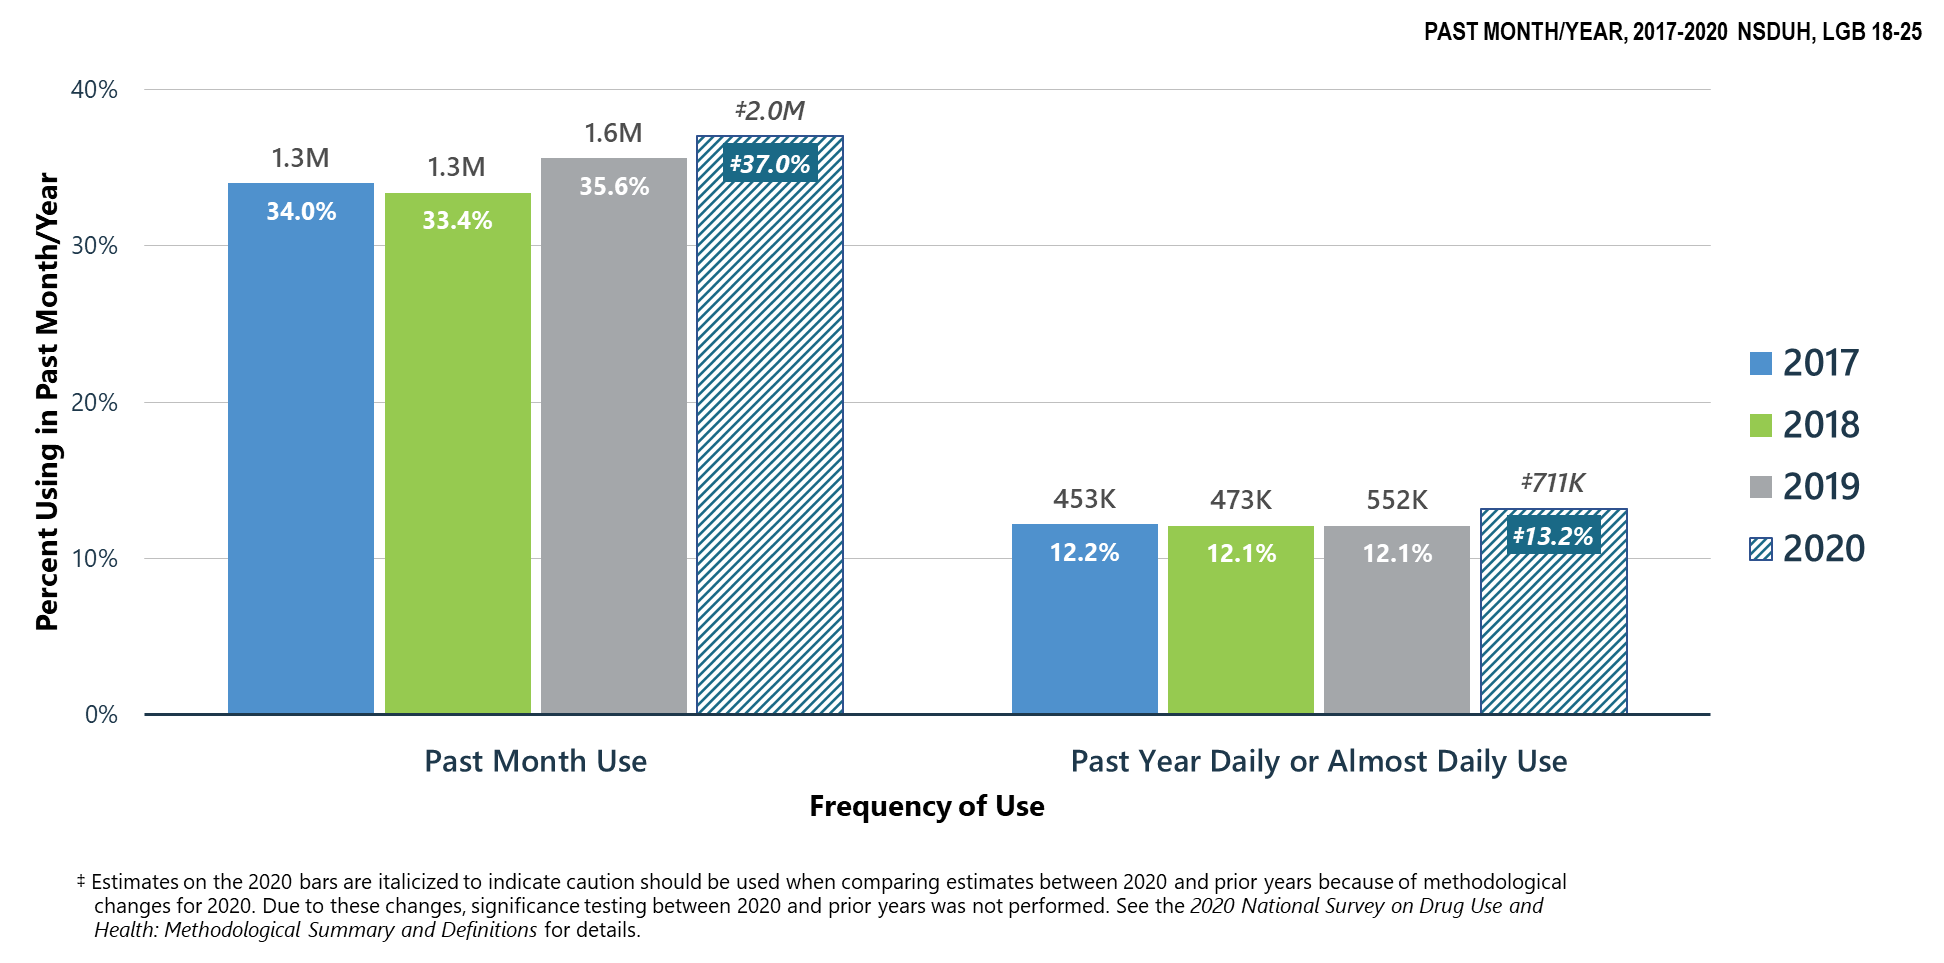 PAST MONTH/YEAR, 2017-2020 NSDUH, LGB 18-25
Percent Using in Past Month/Year
40%
30%
20%
10%
0%
1.3M
34.0%
1.3M
33.4%
1.6M
35.6%
‡2.0M
‡37.0%
453K
12.2%
473K
12.1%
552K
12.1%
‡711K
‡13.2%
2017
2018
2019
2020
Past Month Use
Past Year Daily or Almost Daily Use
Frequency of Use
‡ Estimates on the 2020 bars are italicized to indicate caution should be used when comparing estimates between 2020 and prior years because of methodological
changes for 2020. Due to these changes, significance testing between 2020 and prior years was not performed. See the 2020 National Survey on Drug Use and
Health: Methodological Summary and Definitions for details.